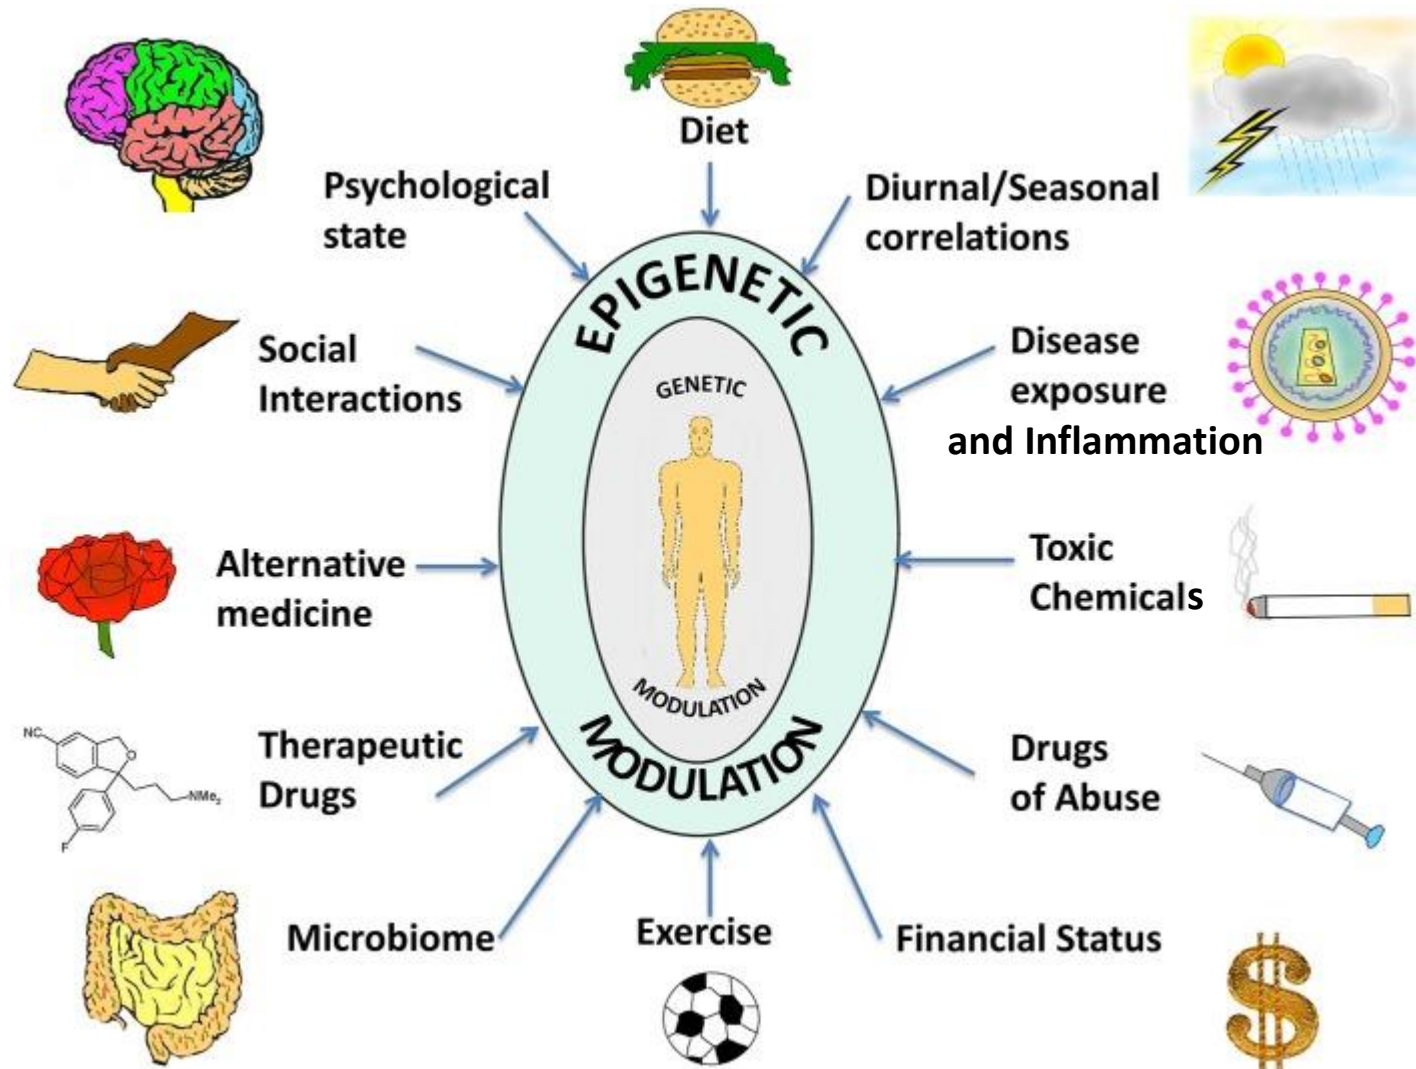 Diet
Psychological
state
Diurnal/Seasonal
correlations
EPIGENETIC
Social
Interactions
Disease
exposure
and Inflammation
GENETIC
Alternative
medicine
Toxic
Chemicals
MODULATION
MODULATION
NC
O
NMe₂
F
Therapeutic
Drugs
Drugs
of Abuse
Microbiome
Exercise
Financial Status
$